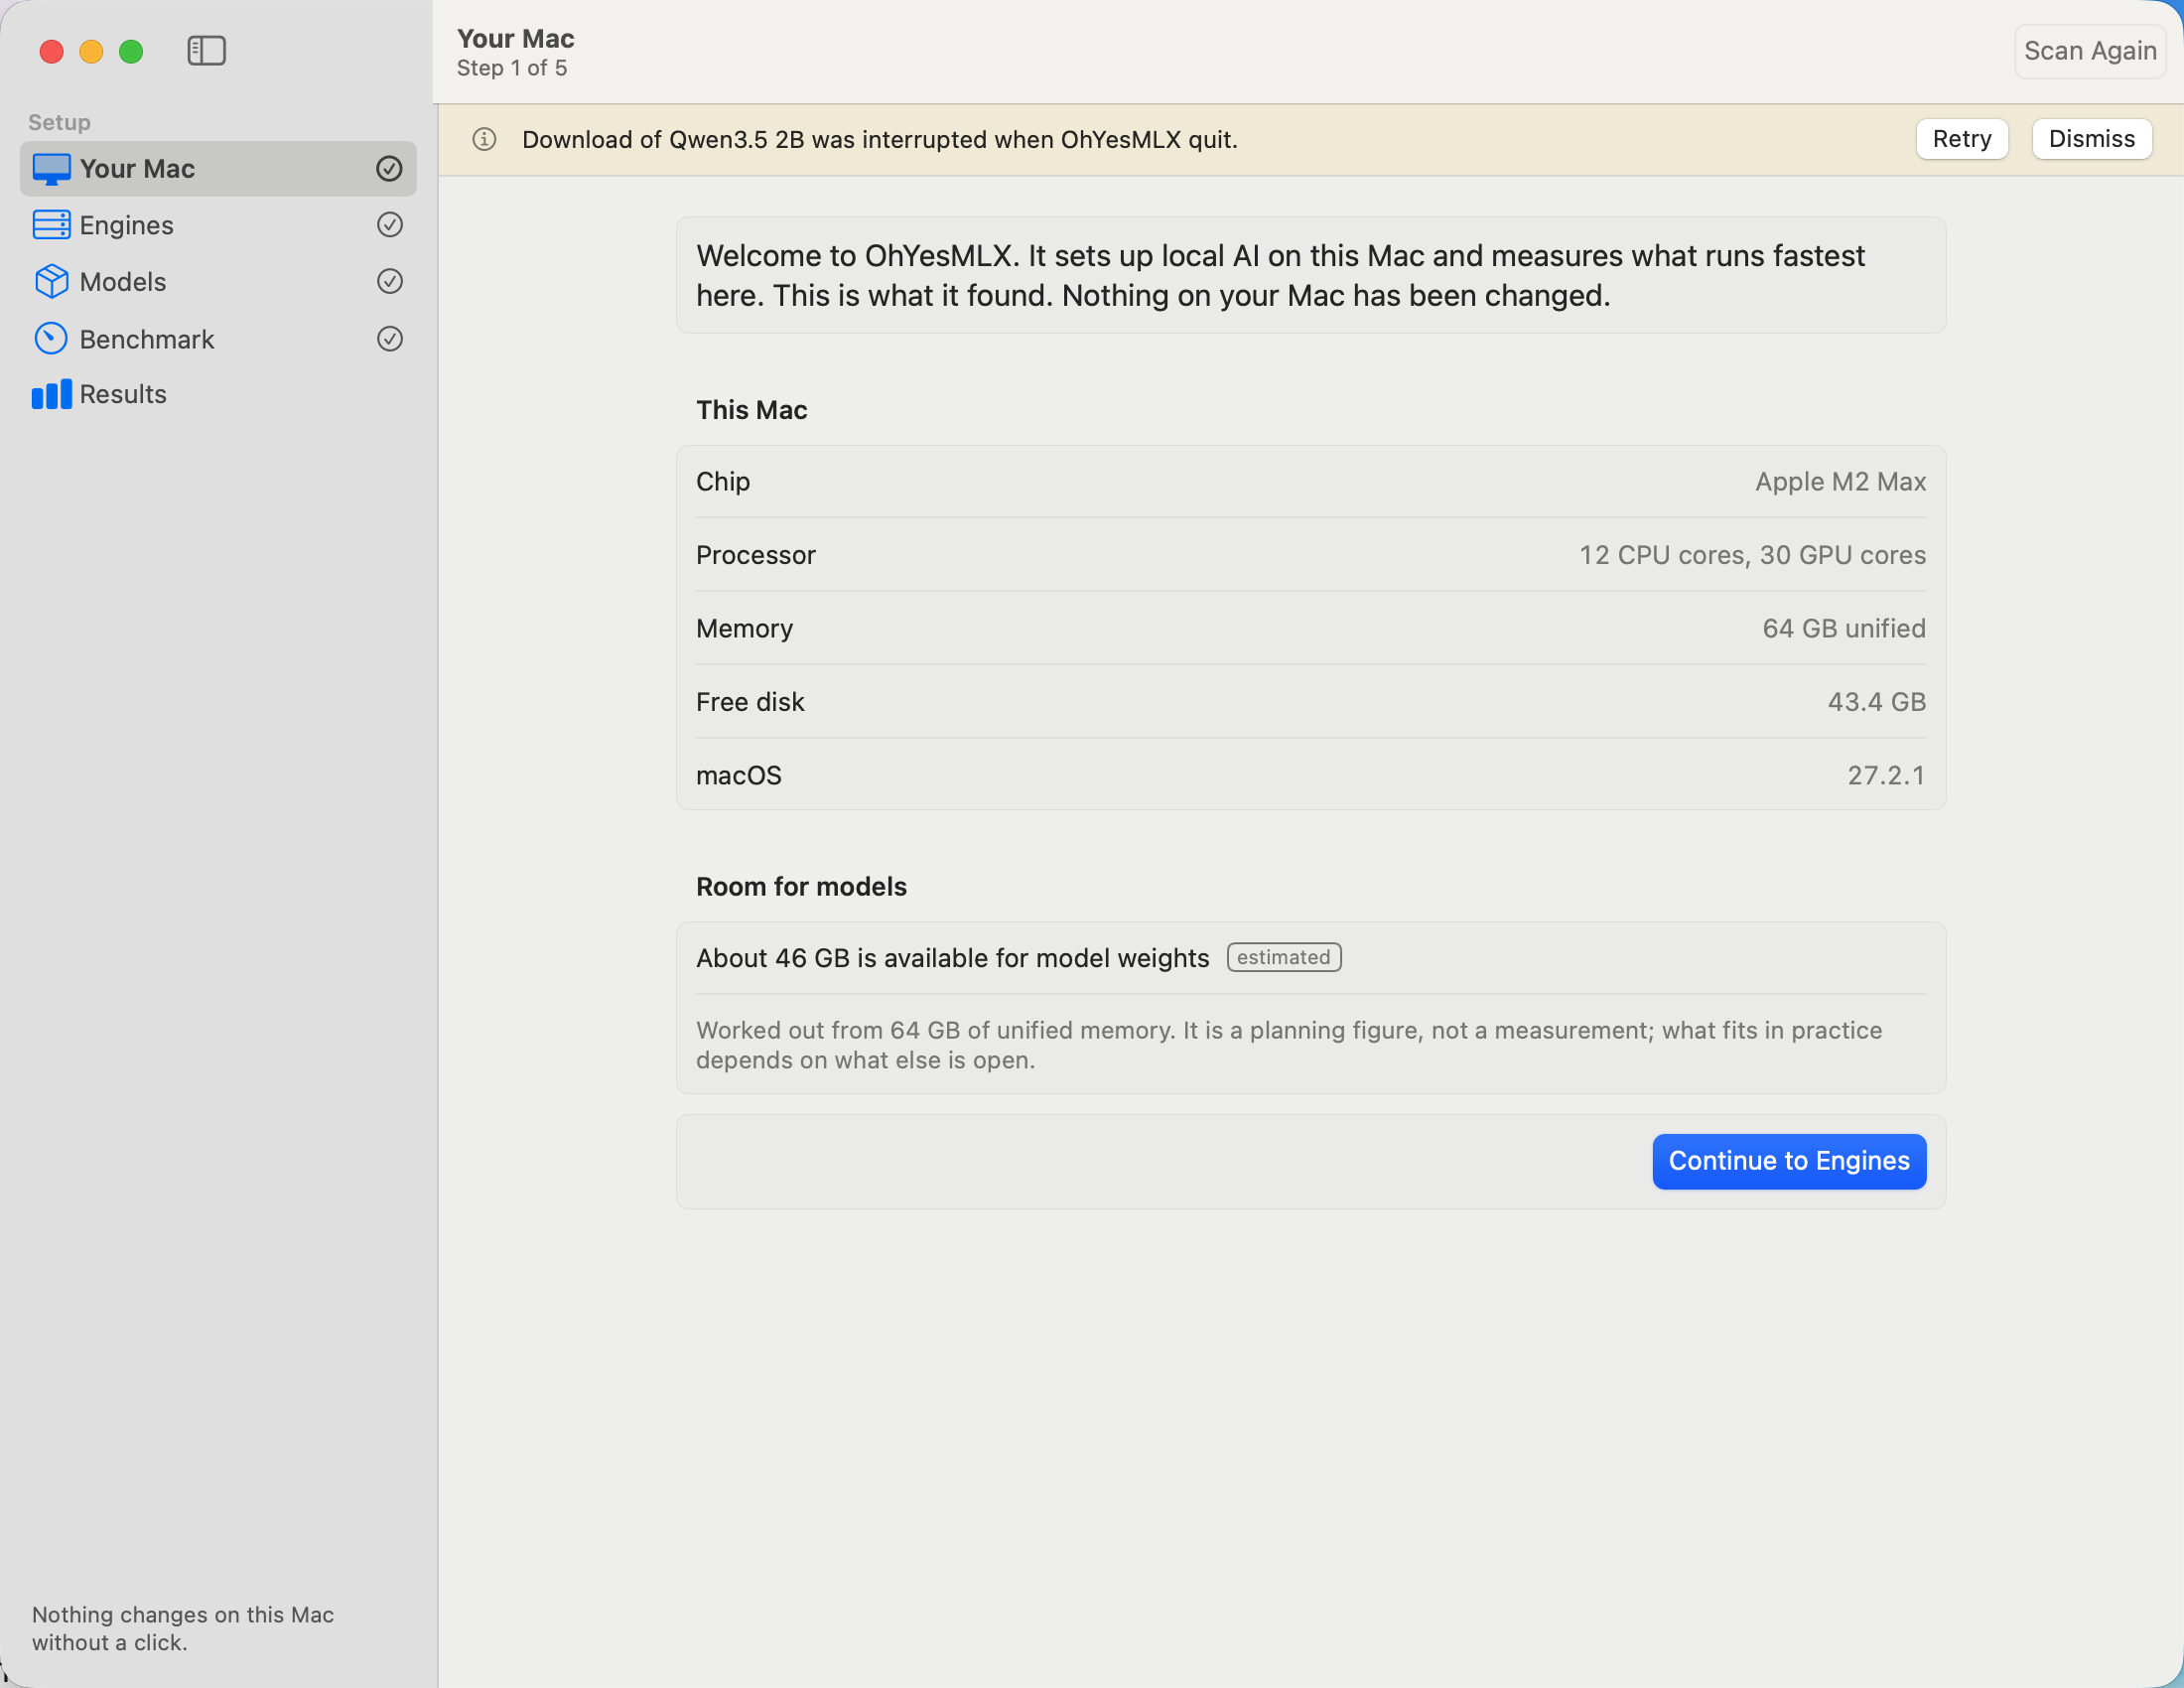 Your Mac
Step 1 of 5
Scan Again
Setup
Your Mac
Engines
Models
Benchmark
Results
Nothing changes on this Mac
without a click.
Download of Qwen3.5 2B was interrupted when OhYesMLX quit.
Retry
Dismiss
Welcome to OhYesMLX. It sets up local AI on this Mac and measures what runs fastest
here. This is what it found. Nothing on your Mac has been changed.
This Mac
Chip
Apple M2 Max
Processor
12 CPU cores, 30 GPU cores
Memory
64 GB unified
Free disk
43.4 GB
macOS
27.2.1
Room for models
About 46 GB is available for model weights
estimated
Worked out from 64 GB of unified memory. It is a planning figure, not a measurement; what fits in practice
depends on what else is open.
Continue to Engines